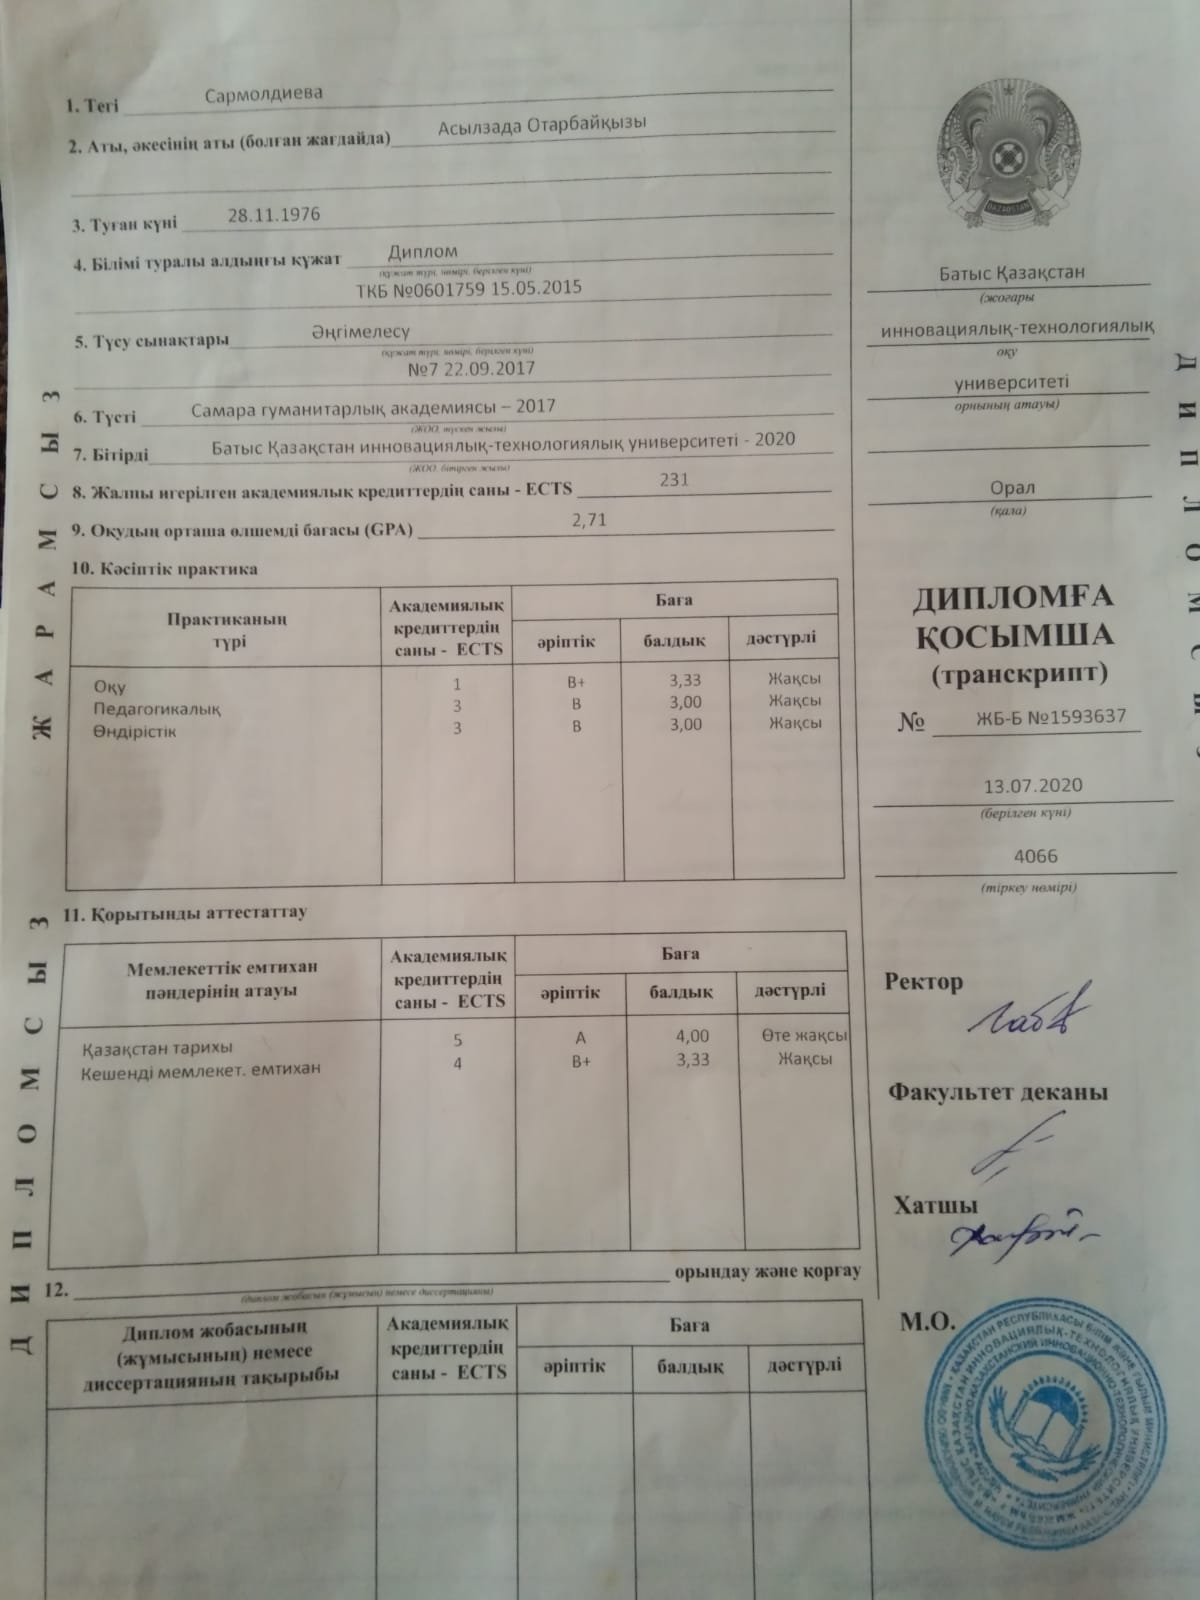 1. Тегі Сармолдиева
2. Аты, әкесінің аты (болған жағдайда) Асылзада Отарбайқызы
3. Туған күні 28.11.1976
4. Білімі туралы алдыңғы құжат Диплом
(құжат түрі, нөмірі, берілген күні)
ТКБ №0601759 15.05.2015
5. Түсу сынақтары Әңгімелесу
(құжат түрі, нөмірі, берілген күні)
№7 22.09.2017
6. Түсті Самара гуманитарлық академиясы – 2017
(ЖОО, түскен жылы)
7. Бітірді Батыс Қазақстан инновациялық-технологиялық университеті - 2020
(ЖОО, бітірген жылы)
8. Жалпы игерілген академиялық кредиттердің саны - ECTS 231
9. Оқудың орташа өлшемді бағасы (GPA) 2,71
10. Кәсіптік практика
Практиканың түрі Академиялық кредиттердің саны - ECTS Баға
әріптік балдық дәстүрлі
Оқу 1 B+ 3,33 Жақсы
Педагогикалық 3 B 3,00 Жақсы
Өндірістік 3 B 3,00 Жақсы
11. Қорытынды аттестаттау
Мемлекеттік емтихан пәндерінің атауы Академиялық кредиттердің саны - ECTS Баға
әріптік балдық дәстүрлі
Қазақстан тарихы 5 A 4,00 Өте жақсы
Кешенді мемлекет. емтихан 4 B+ 3,33 Жақсы
12. орындау және қорғау
(диплом жобасын (жұмысын) немесе диссертацияны)
Диплом жобасының (жұмысының) немесе диссертацияның тақырыбы Академиялық кредиттердің саны - ECTS Баға
әріптік балдық дәстүрлі
ДИПЛОМСЫЗ ЖАРАМСЫЗ
QAZAQSTAN
Батыс Қазақстан
(жоғары
инновациялық-технологиялық
оқу
университеті
орнының атауы)
Орал
(қала)
ДИПЛОМҒА
ҚОСЫМША
(транскрипт)
№ ЖБ-Б №1593637
13.07.2020
(берілген күні)
4066
(тіркеу нөмірі)
Ректор
Факультет деканы
Хатшы
М.О.
ДИПЛОМС